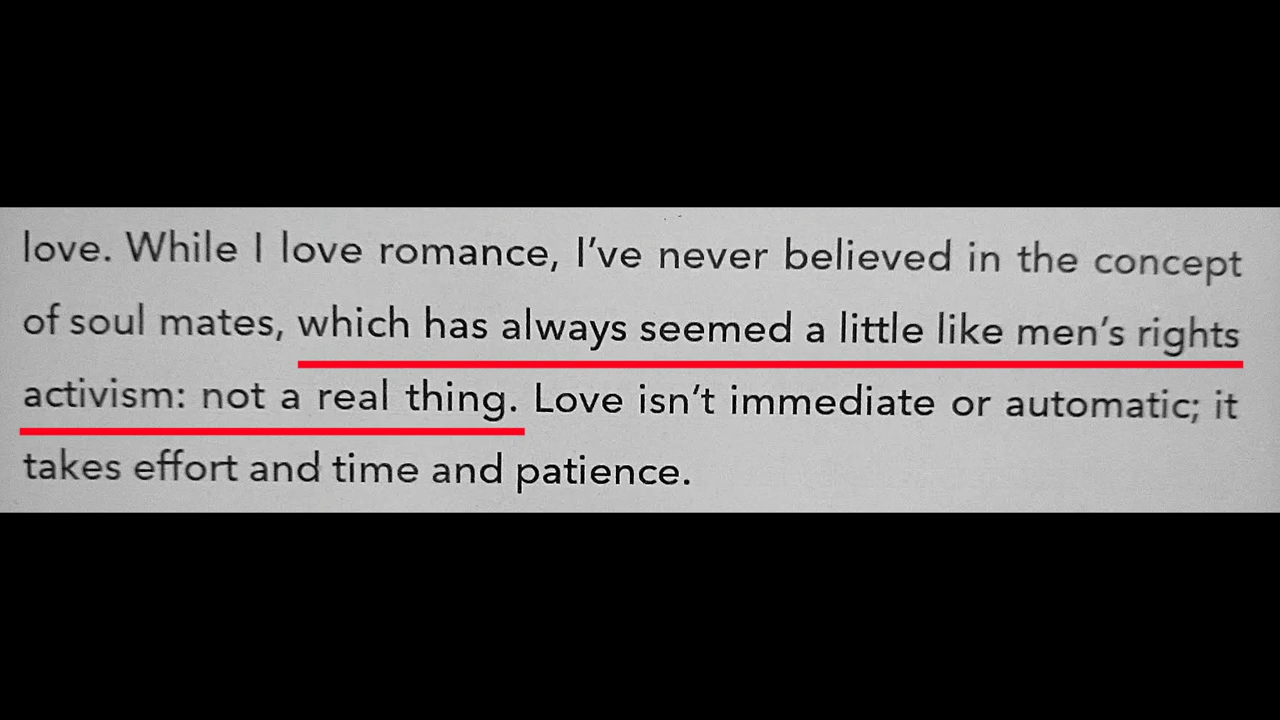 love. While I love romance, I’ve never believed in the concept
of soul mates, which has always seemed a little like men’s rights
activism: not a real thing. Love isn’t immediate or automatic; it
takes effort and time and patience.